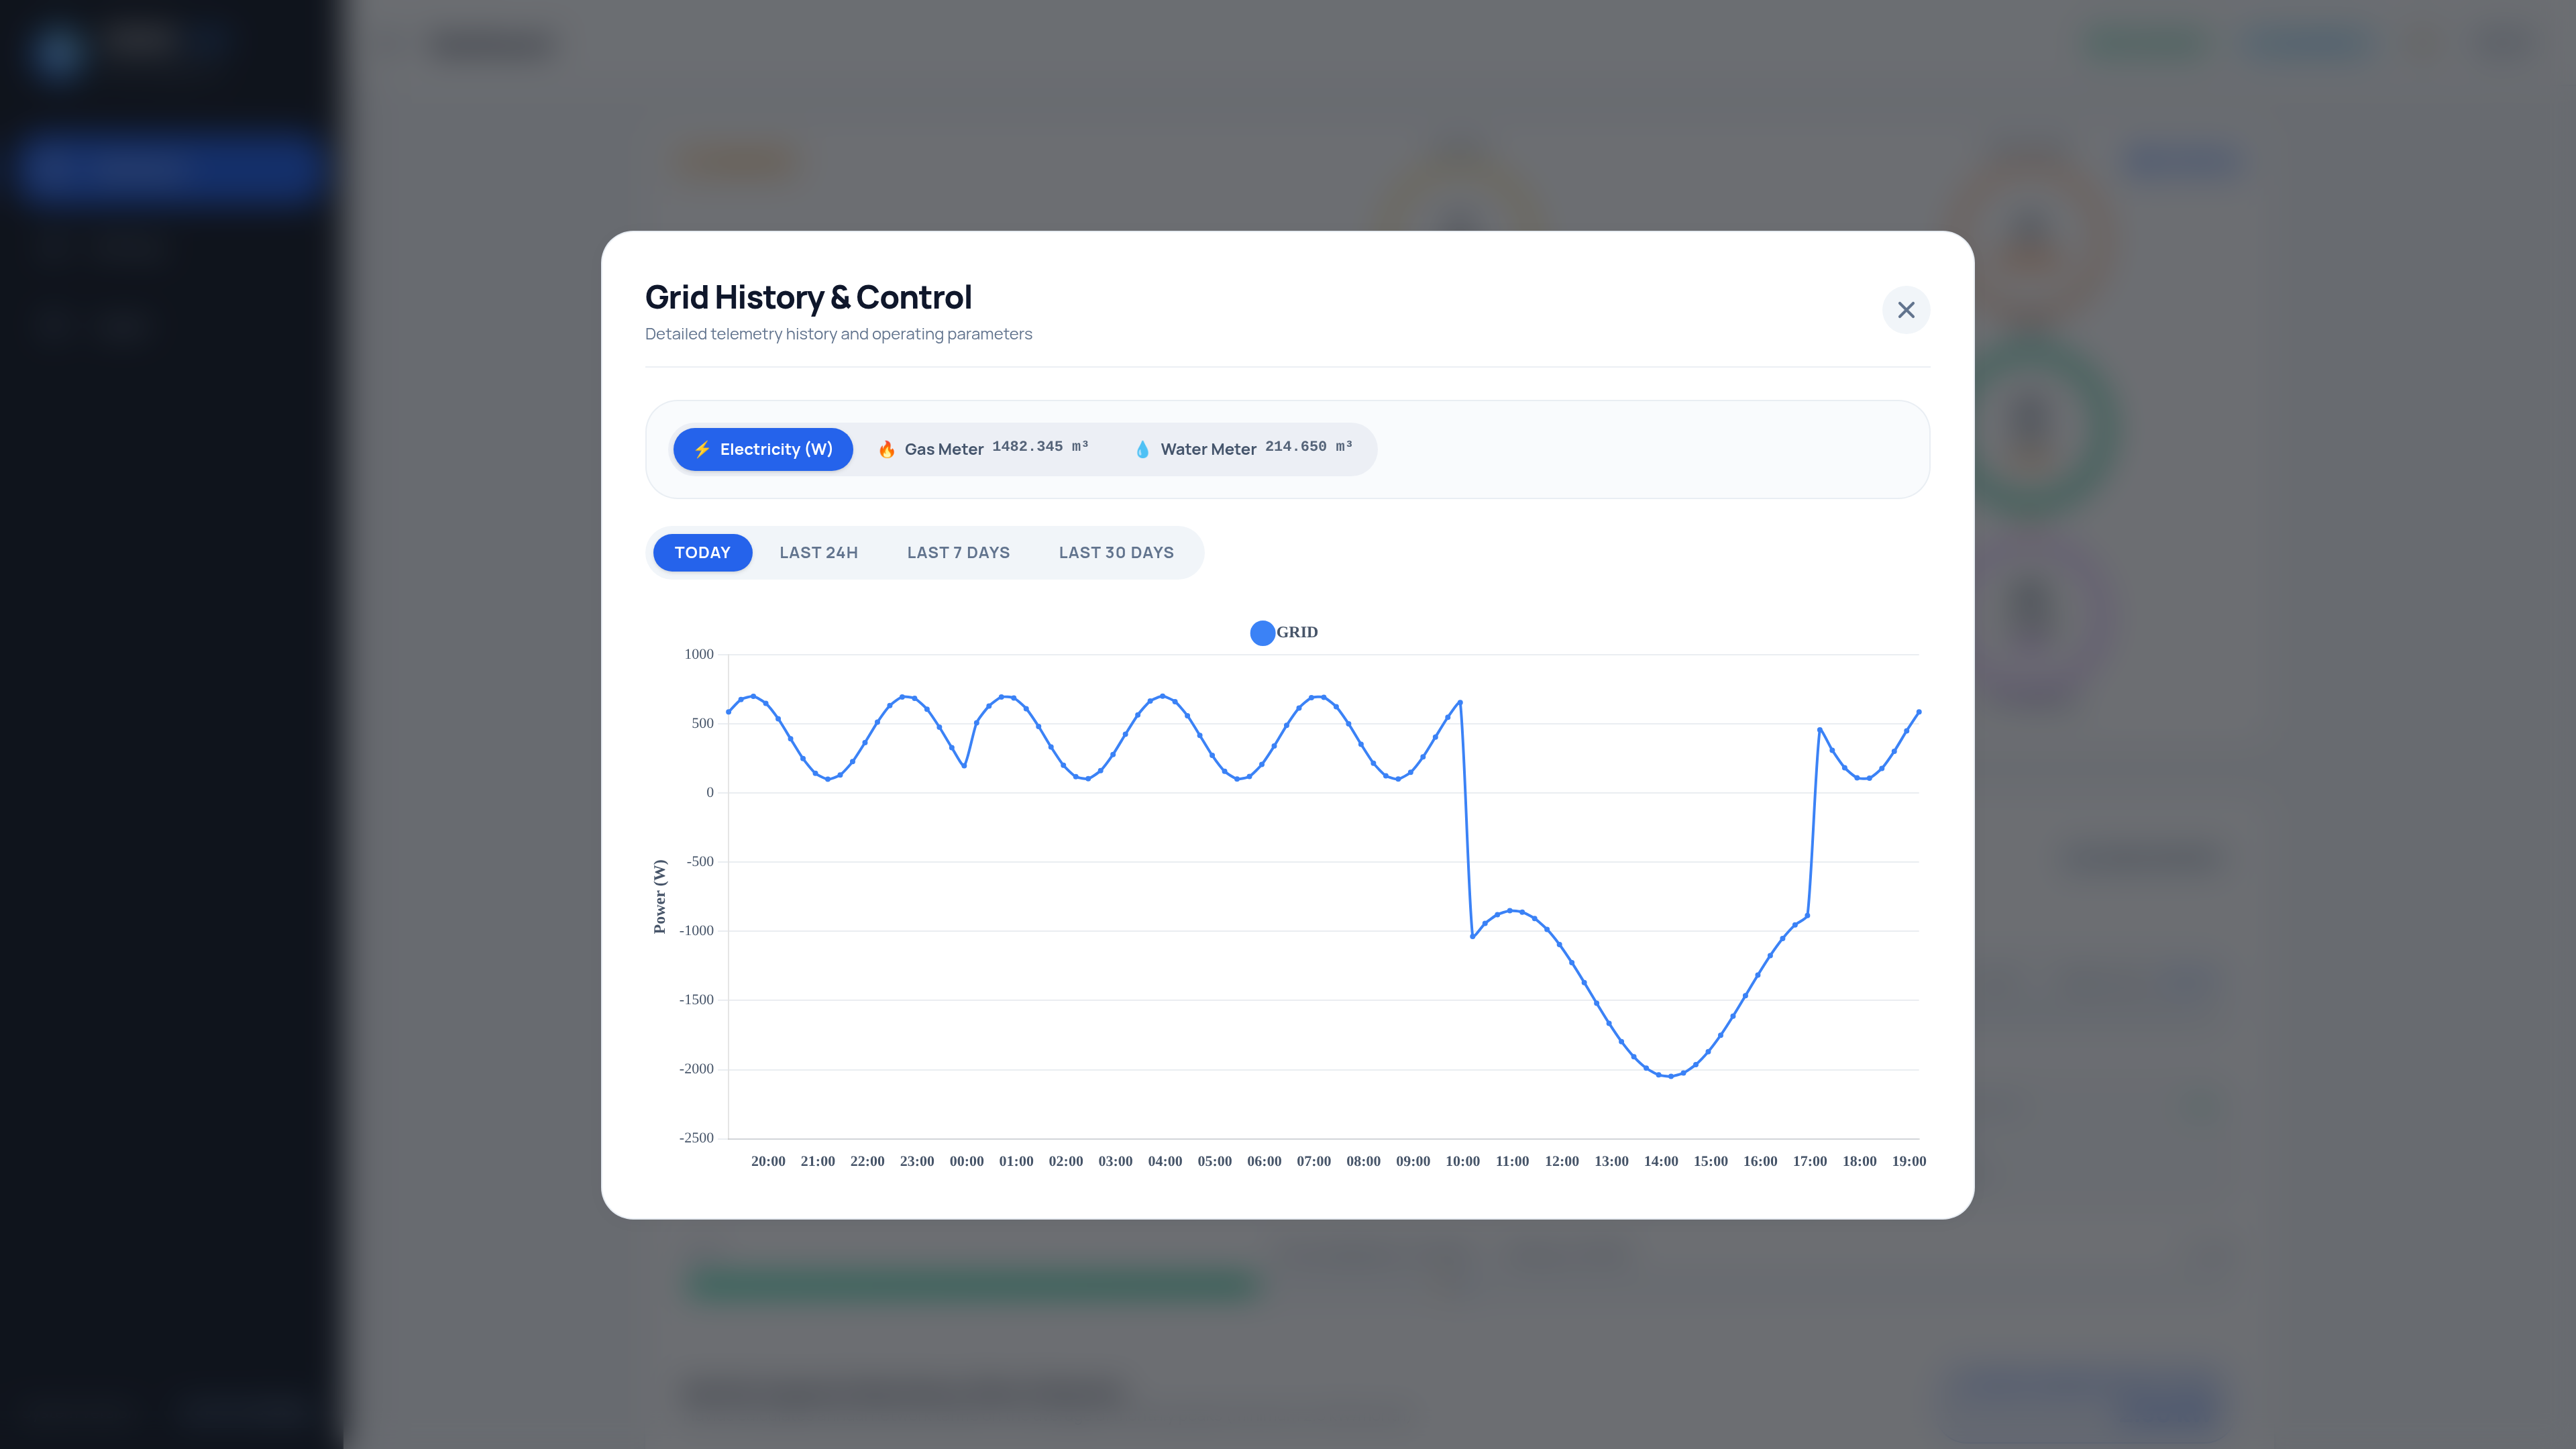 Grid History & Control
Detailed telemetry history and operating parameters
⚡ Electricity (W) 🔥 Gas Meter 1482.345 m³ 💧 Water Meter 214.650 m³
TODAY LAST 24H LAST 7 DAYS LAST 30 DAYS
GRID
1000
500
0
-500
-1000
-1500
-2000
-2500
Power (W)
20:00 21:00 22:00 23:00 00:00 01:00 02:00 03:00 04:00 05:00 06:00 07:00 08:00 09:00 10:00 11:00 12:00 13:00 14:00 15:00 16:00 17:00 18:00 19:00